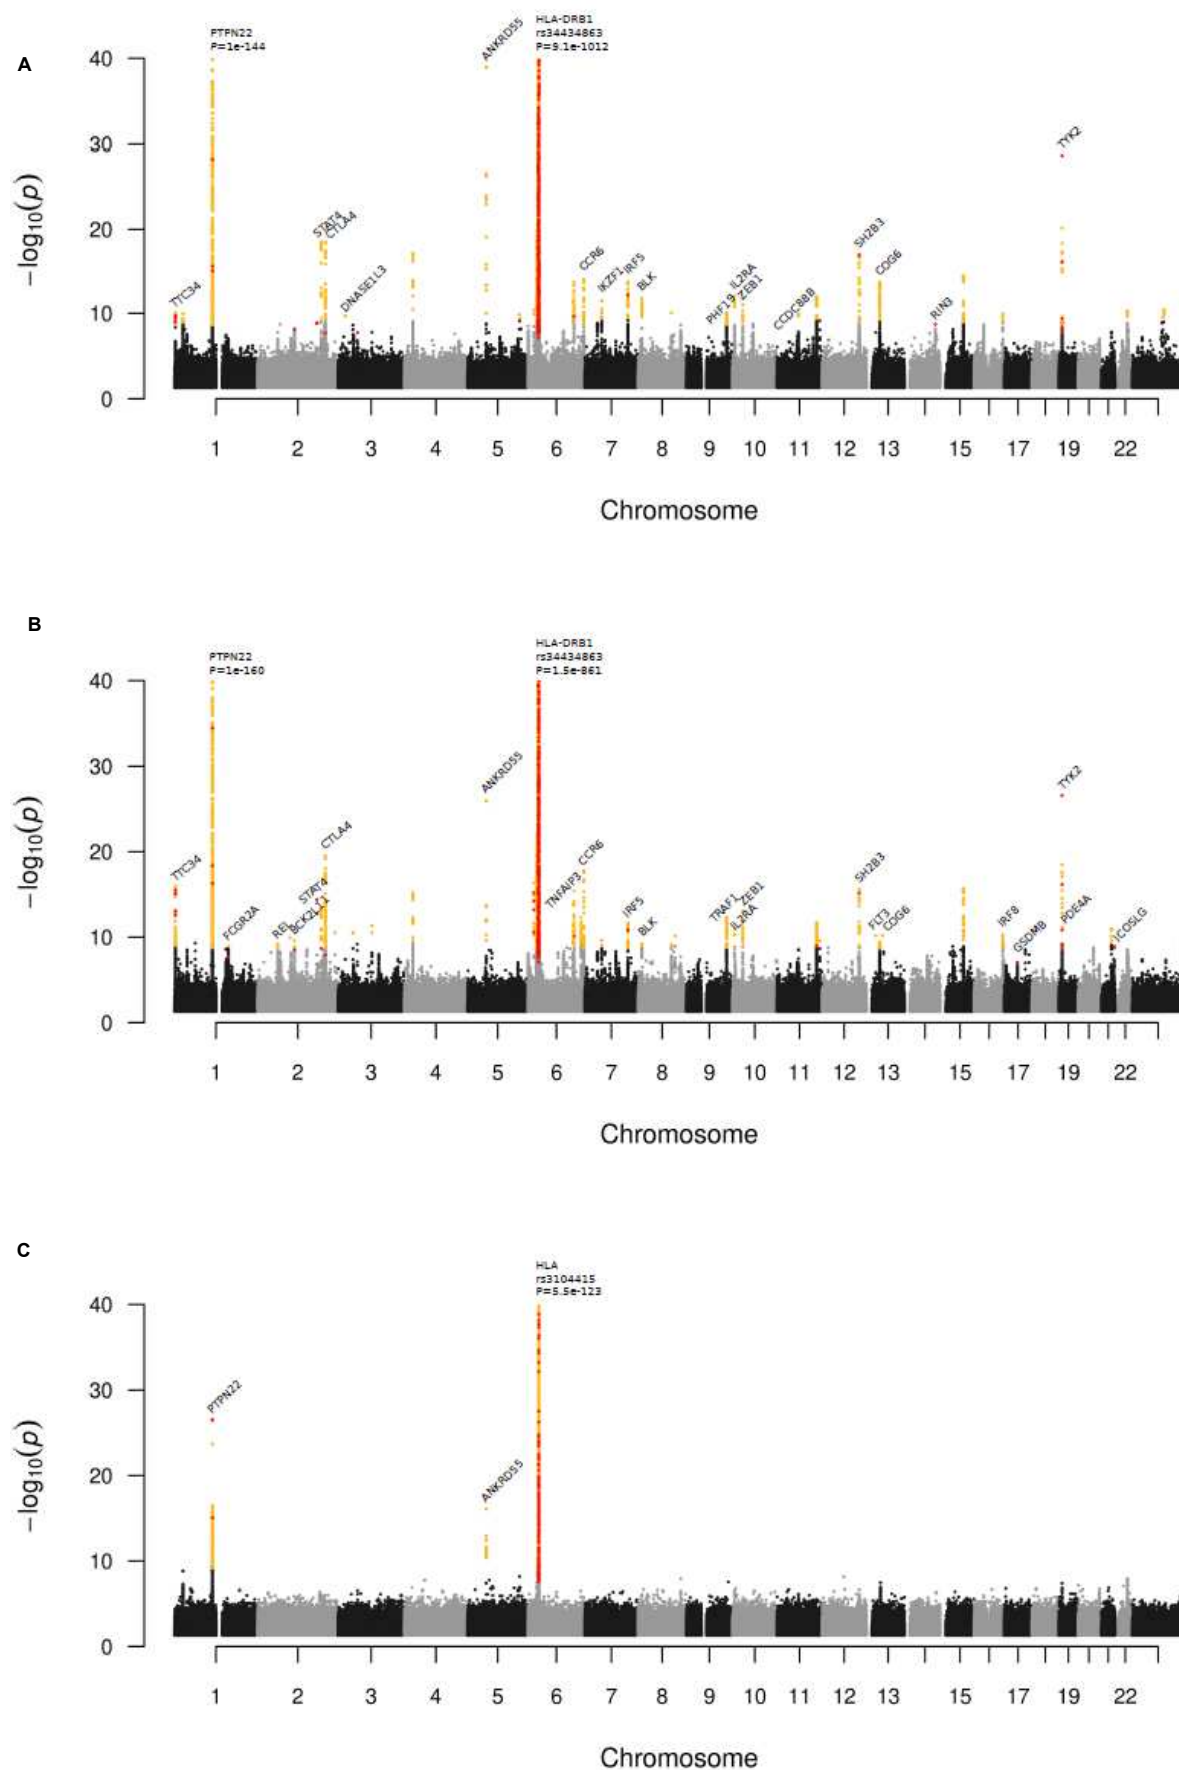 A
PTPN22
P=1e-144
ANKRD55
HLA-DRB1
rs34434863
P=9.1e-1012
TYK2
STAT4
CTLA4
TTC34
DNASE1L3
CCR6
IKZF1
IRF5
BLK
PHF19
IL2RA
ZEB1
CCDC88B
SH2B3
COG6
RIN3
40
30
20
10
0
−log10(p)
1 2 3 4 5 6 7 8 9 10 11 12 13 15 17 19 22
Chromosome
B
PTPN22
P=1e-160
HLA-DRB1
rs34434863
P=1.5e-861
ANKRD55
TYK2
TTC34
FCGR2A
REL
STAT4
CTLA4
TNFAIP3
CCR6
IRF5
BLK
TRAF1
IL2RA
ZEB1
SH2B3
FLT3
COG6
IRF8
GSDMB
PDE4A
ICOSLG
40
30
20
10
0
−log10(p)
1 2 3 4 5 6 7 8 9 10 11 12 13 15 17 19 22
Chromosome
C
HLA
rs3104415
P=5.5e-123
PTPN22
ANKRD55
40
30
20
10
0
−log10(p)
1 2 3 4 5 6 7 8 9 10 11 12 13 15 17 19 22
Chromosome